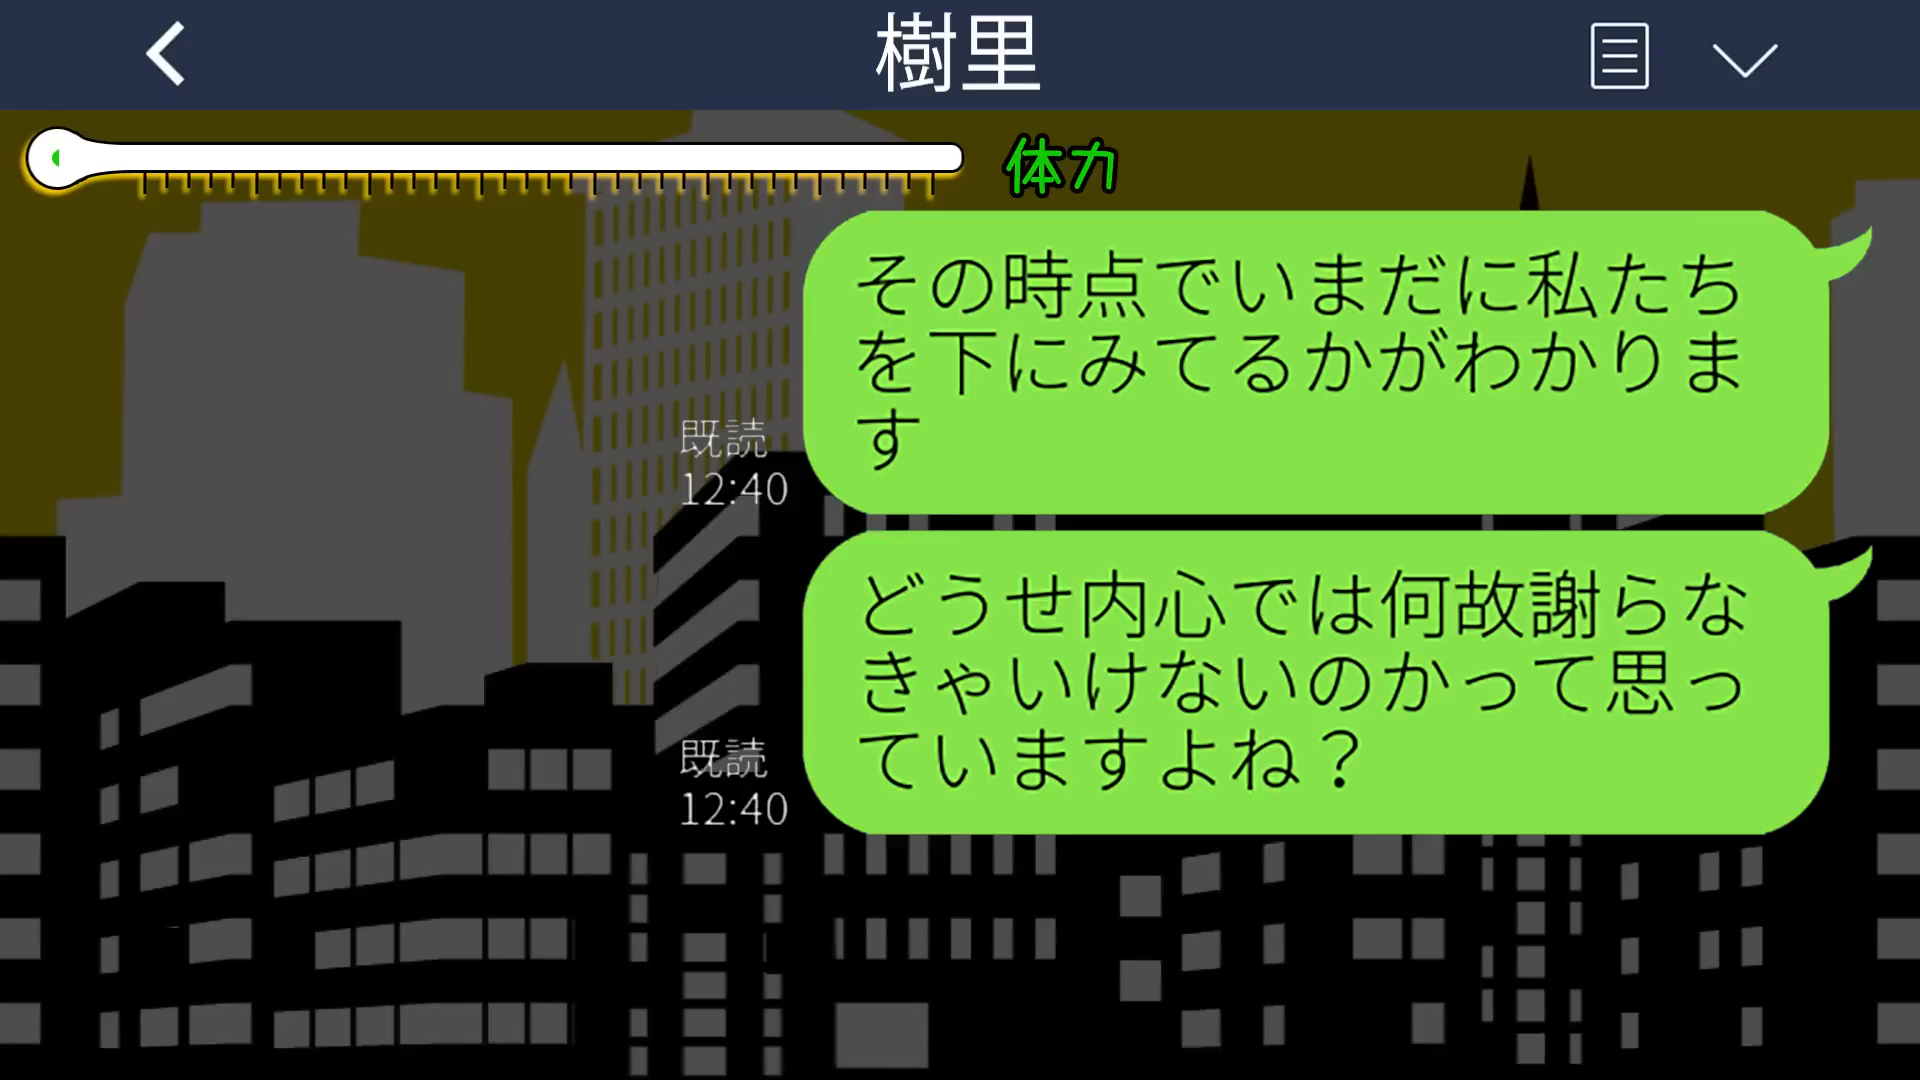 樹里
体力
その時点でいまだに私たち
を下にみてるかがわかりま
す
既読
12:40
どうせ内心では何故謝らな
きゃいけないのかって思っ
ていますよね？
既読
12:40